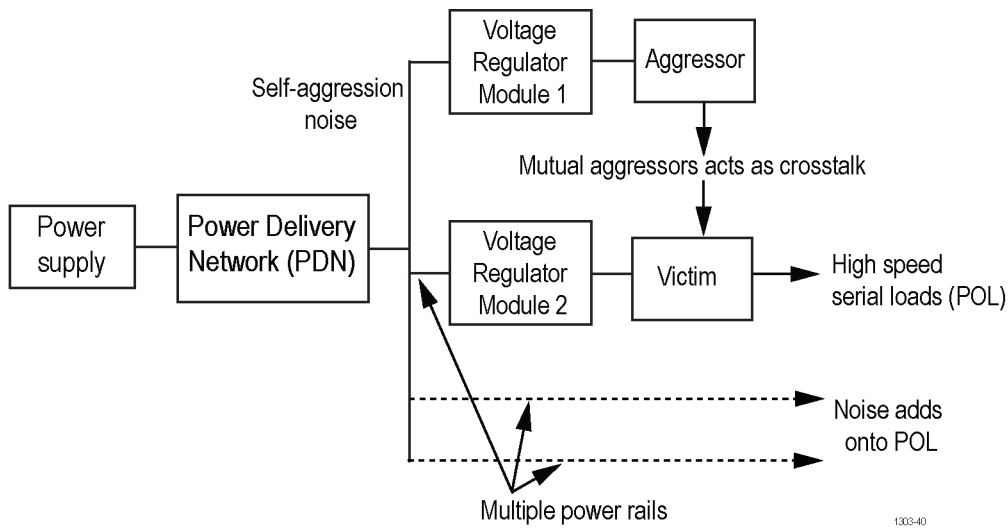 Voltage
Regulator
Module 1
Aggressor
Self-aggression
noise
Mutual aggressors acts as crosstalk
Power
supply
Power Delivery
Network (PDN)
Voltage
Regulator
Module 2
Victim
High speed
serial loads (POL)
Noise adds
onto POL
Multiple power rails
1303-40